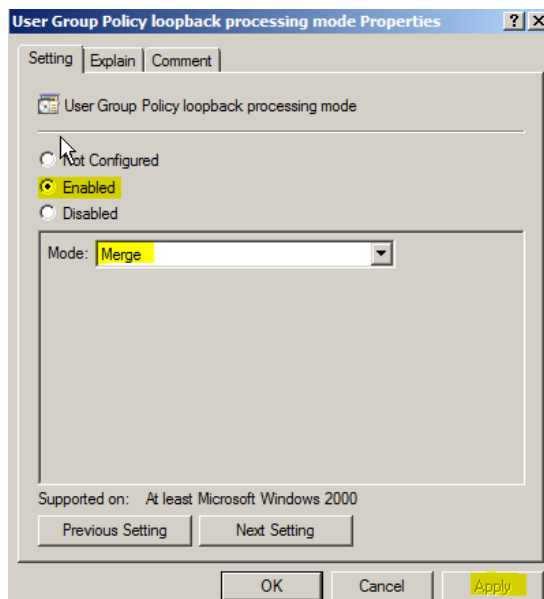 User Group Policy loopback processing mode Properties
Setting Explain Comment
User Group Policy loopback processing mode
Not Configured
Enabled
Disabled
Mode: Merge
Supported on: At least Microsoft Windows 2000
Previous Setting Next Setting
OK Cancel Apply